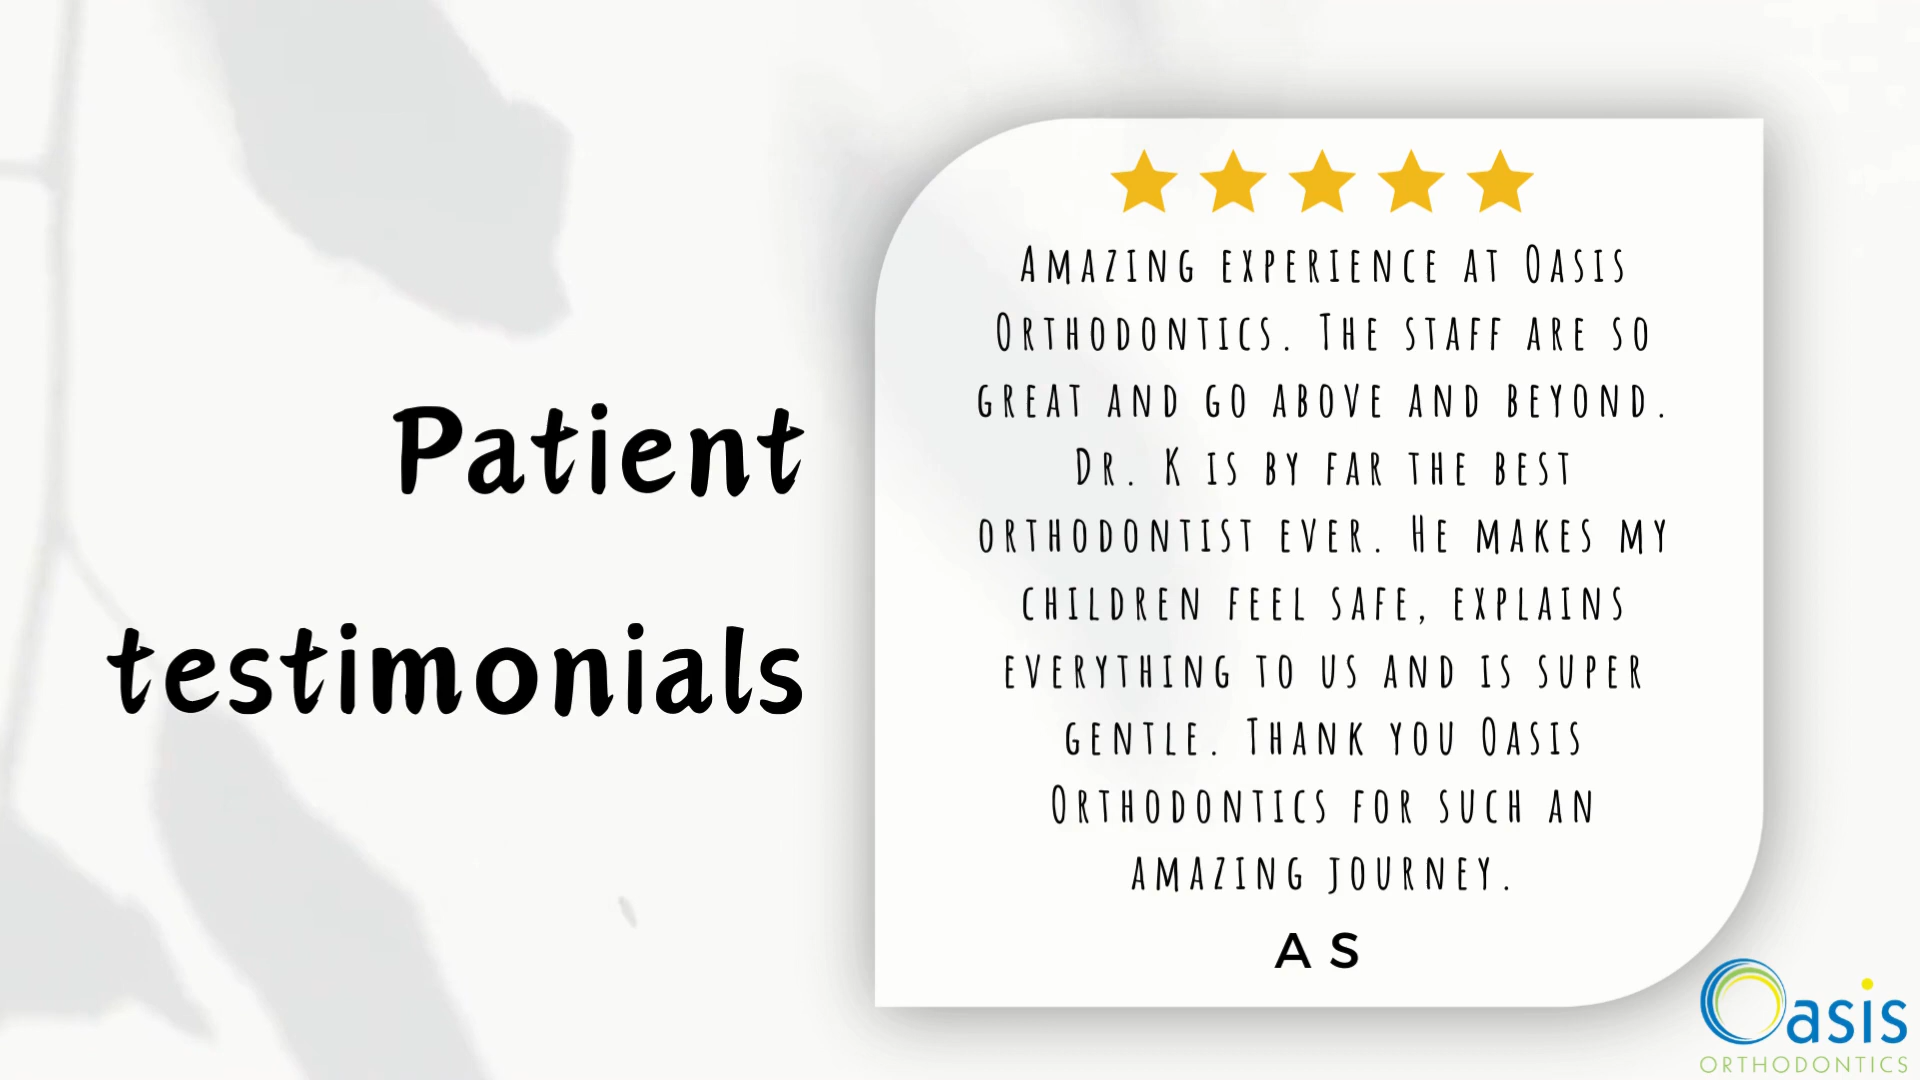 Patient
testimonials
Amazing experience at Oasis
Orthodontics. The staff are so
great and go above and beyond.
Dr. K is by far the best
orthodontist ever. He makes my
children feel safe, explains
everything to us and is super
gentle. Thank you Oasis
Orthodontics for such an
amazing journey.
A S
Oasis
ORTHODONTICS